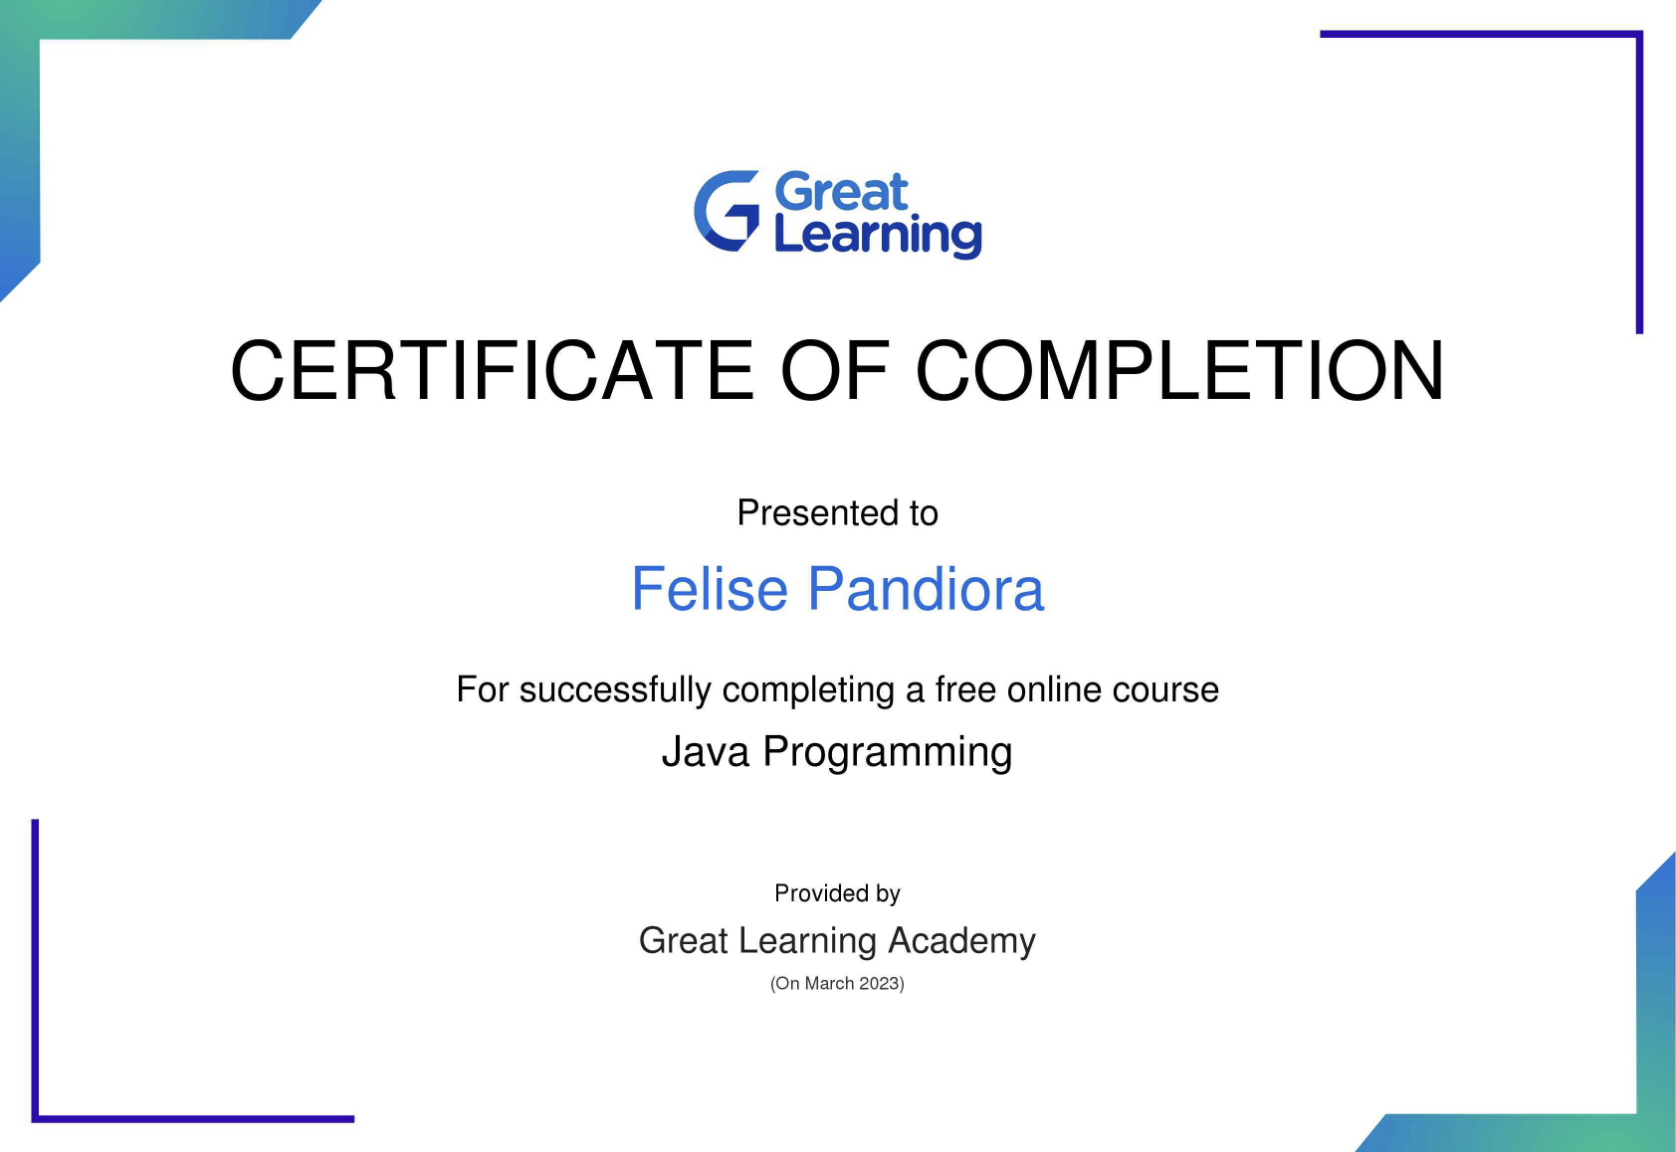 Great
Learning
CERTIFICATE OF COMPLETION
Presented to
Felise Pandiora
For successfully completing a free online course
Java Programming
Provided by
Great Learning Academy
(On March 2023)